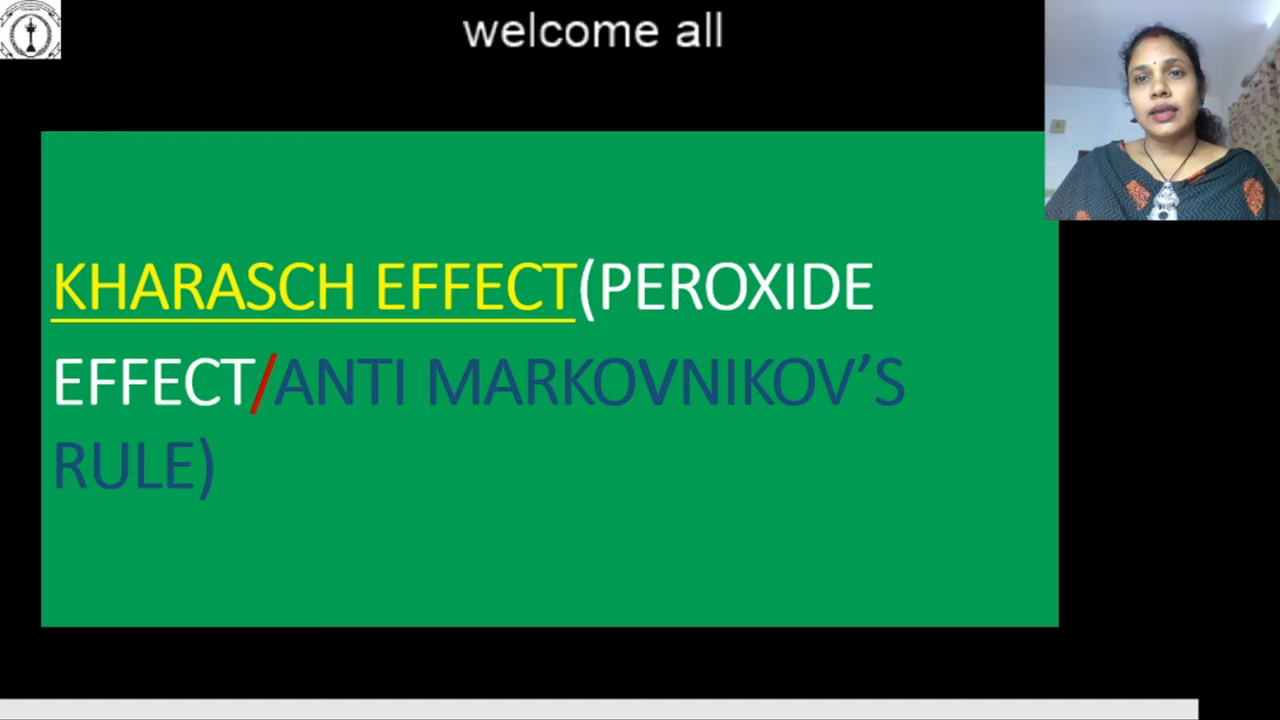 welcome all
KHARASCH EFFECT(PEROXIDE
EFFECT/ANTI MARKOVNIKOV’S
RULE)